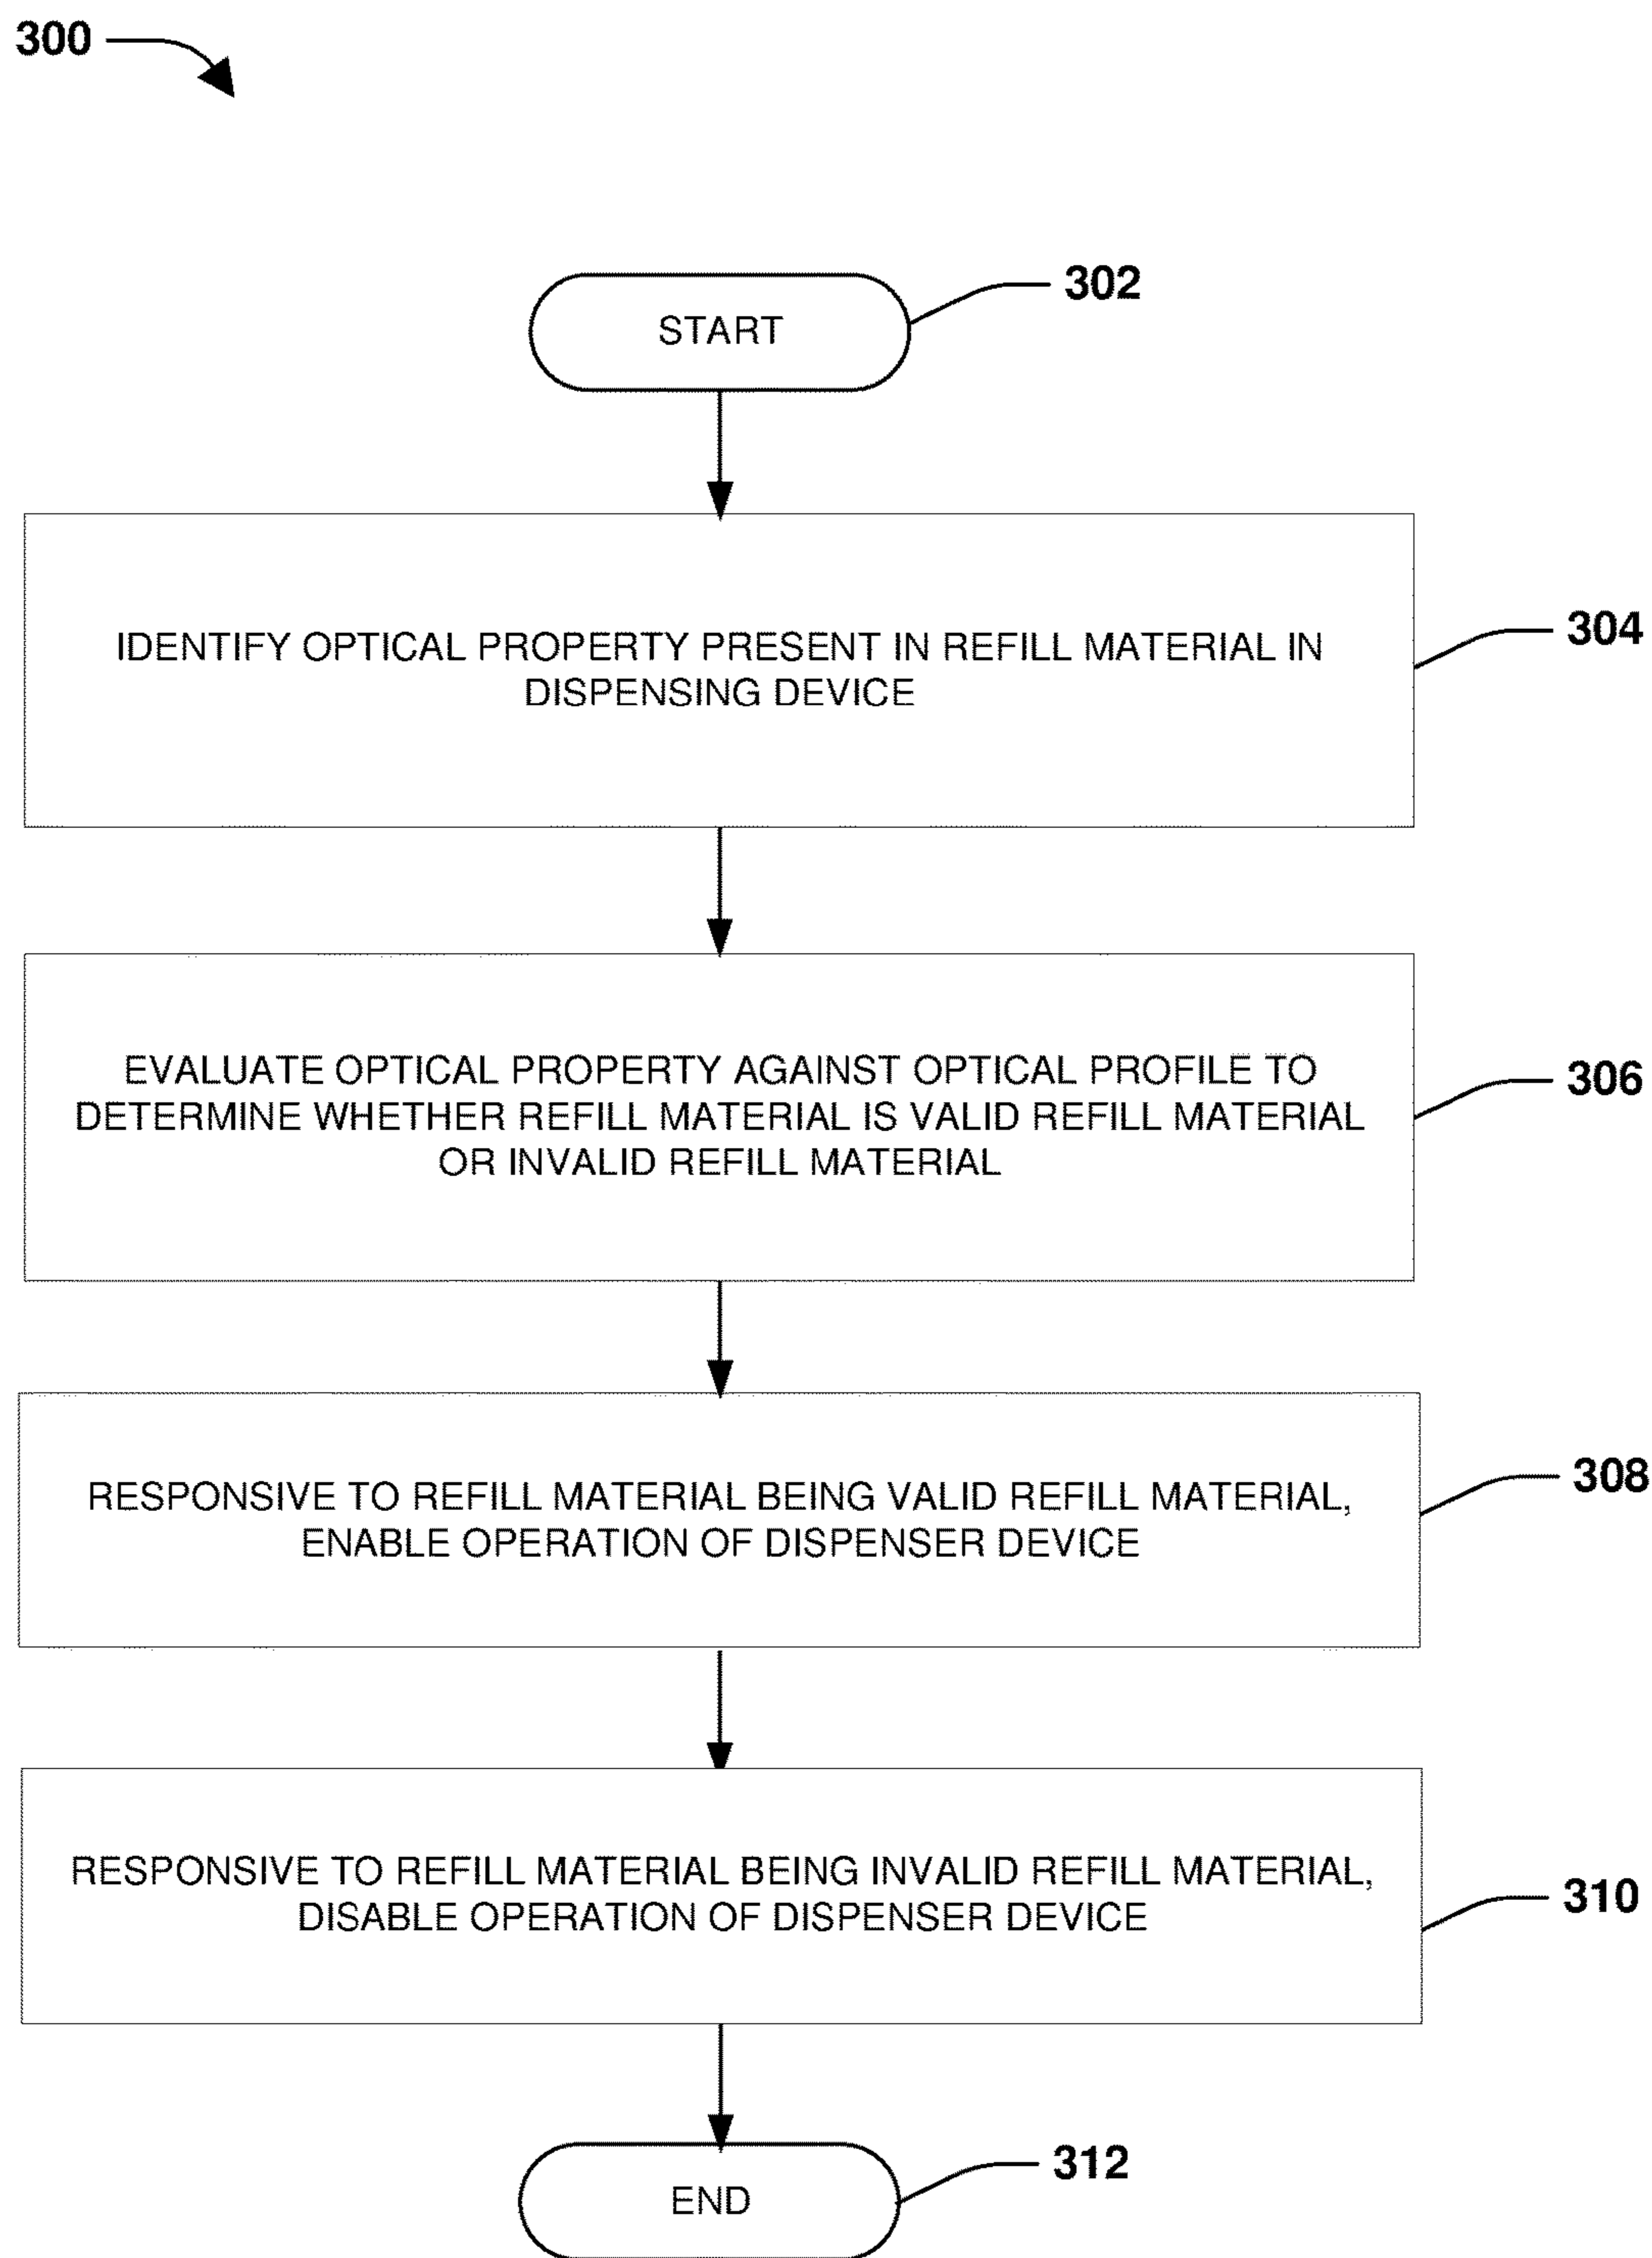 300
302
START
304
IDENTIFY OPTICAL PROPERTY PRESENT IN REFILL MATERIAL IN
DISPENSING DEVICE
306
EVALUATE OPTICAL PROPERTY AGAINST OPTICAL PROFILE TO
DETERMINE WHETHER REFILL MATERIAL IS VALID REFILL MATERIAL
OR INVALID REFILL MATERIAL
308
RESPONSIVE TO REFILL MATERIAL BEING VALID REFILL MATERIAL,
ENABLE OPERATION OF DISPENSER DEVICE
310
RESPONSIVE TO REFILL MATERIAL BEING INVALID REFILL MATERIAL,
DISABLE OPERATION OF DISPENSER DEVICE
312
END